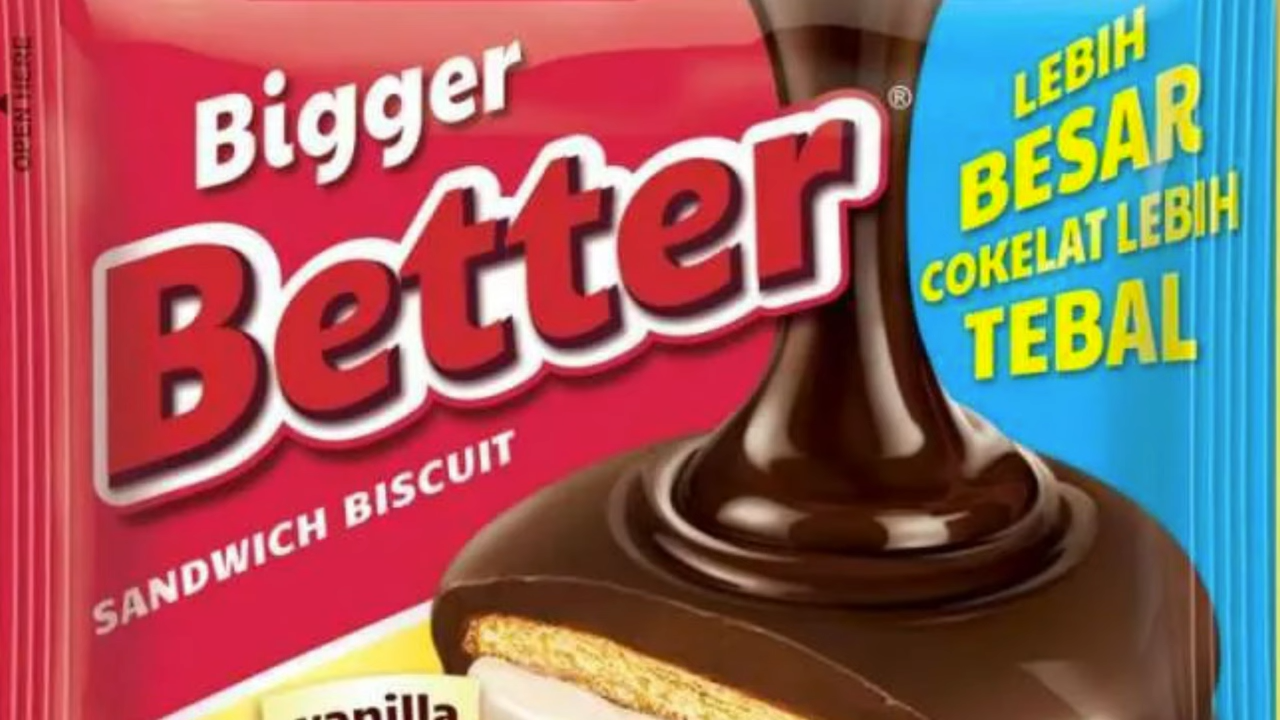 OPEN HERE
Bigger
Better®
SANDWICH BISCUIT
LEBIH
BESAR
COKELAT LEBIH
TEBAL
vanilla